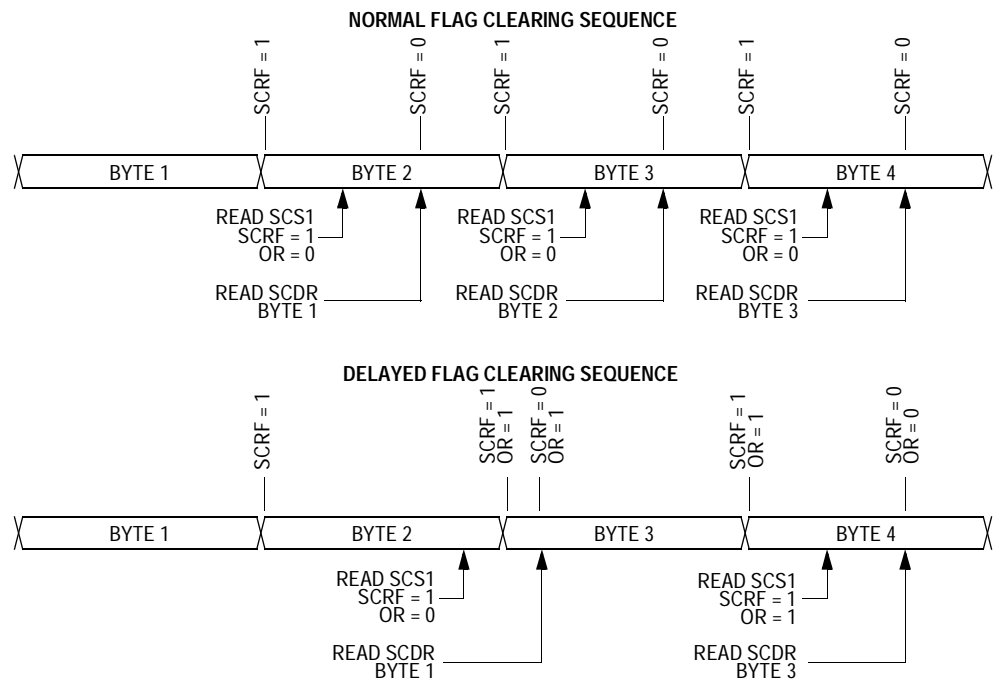 NORMAL FLAG CLEARING SEQUENCE
SCRF = 1
SCRF = 0
SCRF = 1
SCRF = 0
SCRF = 1
SCRF = 0
BYTE 1
BYTE 2
BYTE 3
BYTE 4
READ SCS1
SCRF = 1
OR = 0
READ SCS1
SCRF = 1
OR = 0
READ SCS1
SCRF = 1
OR = 0
READ SCDR
BYTE 1
READ SCDR
BYTE 2
READ SCDR
BYTE 3
DELAYED FLAG CLEARING SEQUENCE
SCRF = 1
SCRF = 1
OR = 1
SCRF = 0
OR = 1
SCRF = 1
OR = 1
SCRF = 0
OR = 0
BYTE 1
BYTE 2
BYTE 3
BYTE 4
READ SCS1
SCRF = 1
OR = 0
READ SCS1
SCRF = 1
OR = 1
READ SCDR
BYTE 1
READ SCDR
BYTE 3